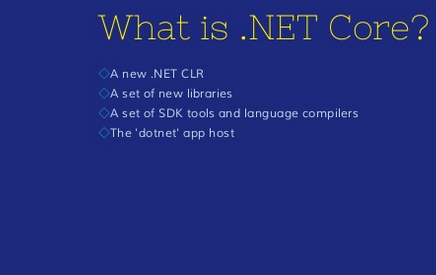 What is .NET Core?
A new .NET CLR
A set of new libraries
A set of SDK tools and language compilers
The 'dotnet' app host